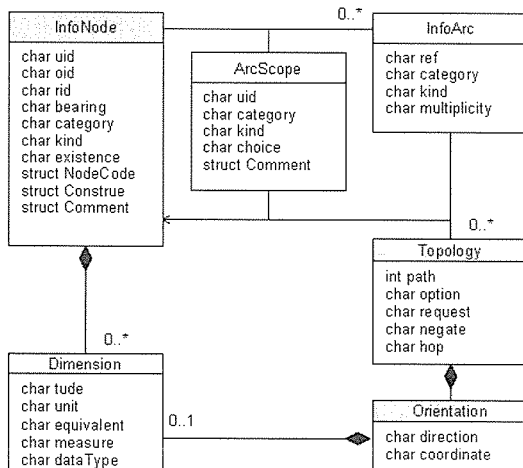 InfoNode
char uid
char oid
char rid
char bearing
char category
char kind
char existence
struct NodeCode
struct Construe
struct Comment
ArcScope
char uid
char category
char kind
char choice
struct Comment
0..*
InfoArc
char ref
char category
char kind
char multiplicity
0..*
Topology
int path
char option
char request
char negate
char hop
0..*
Dimension
char tude
char unit
char equivalent
char measure
char dataType
0..1
Orientation
char direction
char coordinate